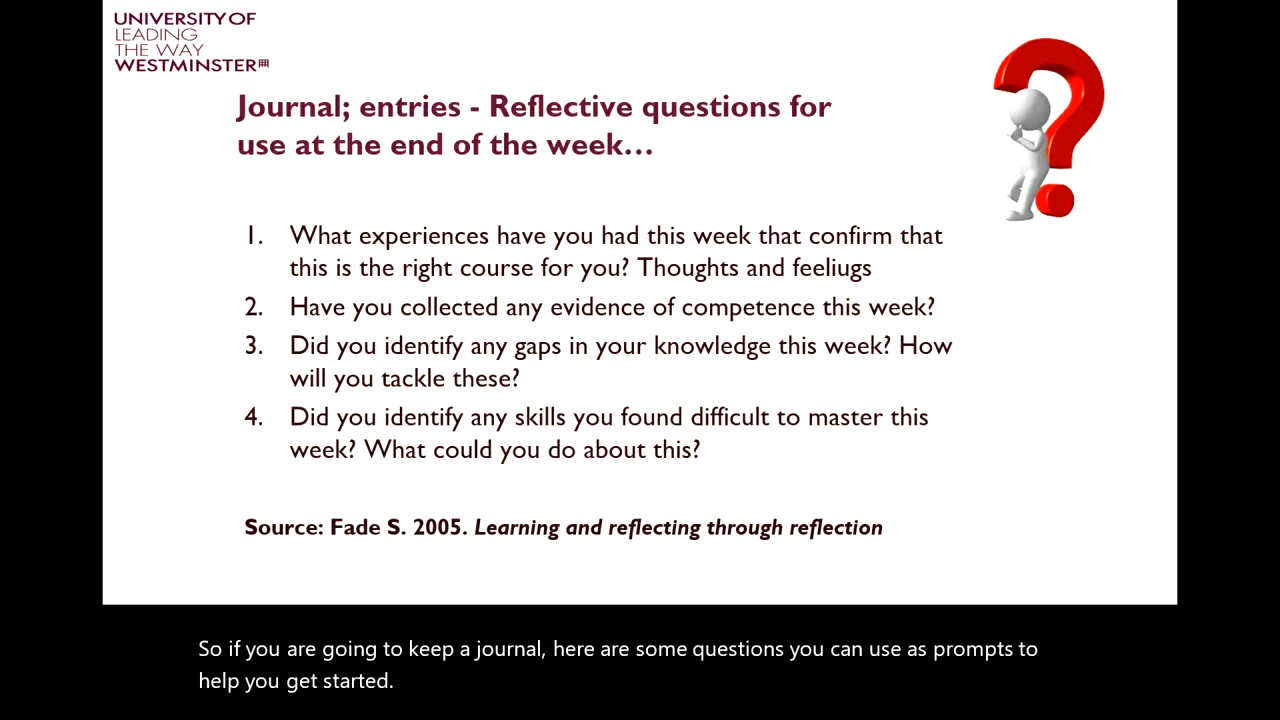 UNIVERSITY OF
LEADING
THE WAY
WESTMINSTER
Journal; entries - Reflective questions for
use at the end of the week…
1. What experiences have you had this week that confirm that
this is the right course for you? Thoughts and feeliugs
2. Have you collected any evidence of competence this week?
3. Did you identify any gaps in your knowledge this week? How
will you tackle these?
4. Did you identify any skills you found difficult to master this
week? What could you do about this?
Source: Fade S. 2005. Learning and reflecting through reflection
So if you are going to keep a journal, here are some questions you can use as prompts to
help you get started.